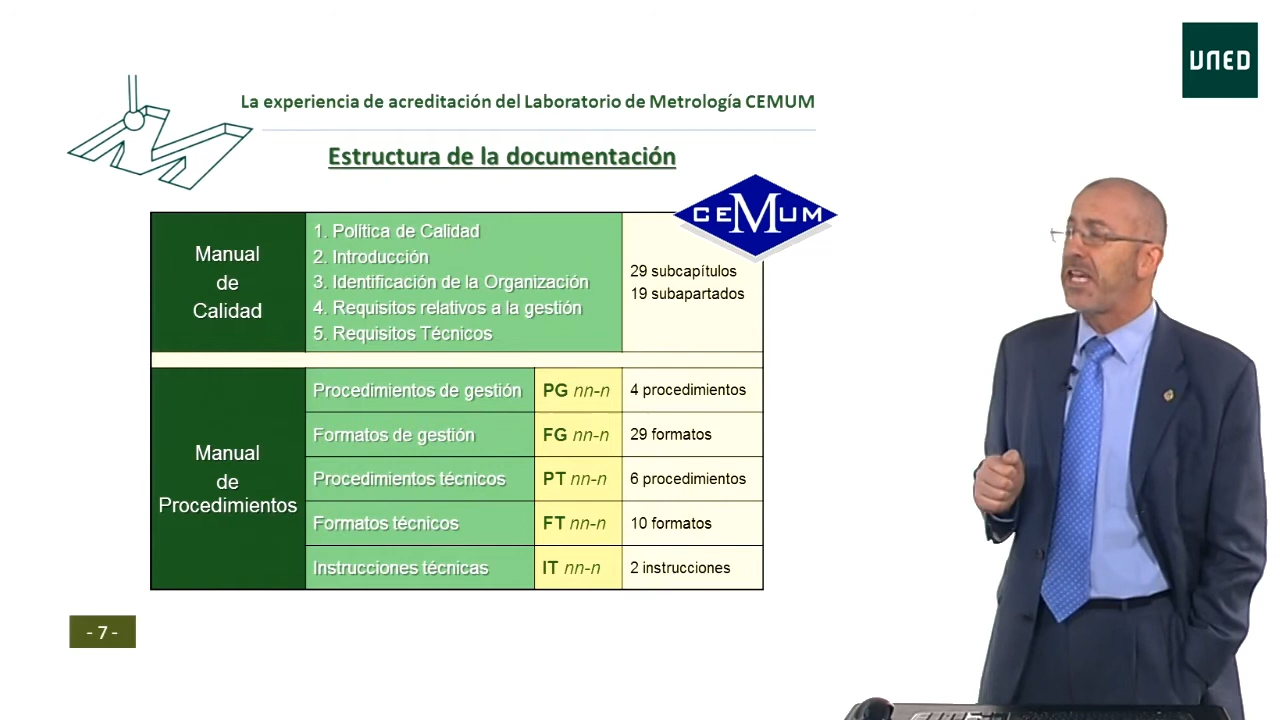 UNED
La experiencia de acreditación del Laboratorio de Metrología CEMUM
Estructura de la documentación
CEMUM
Manual
de
Calidad
1. Política de Calidad
2. Introducción
3. Identificación de la Organización
4. Requisitos relativos a la gestión
5. Requisitos Técnicos
29 subcapítulos
19 subapartados
Manual
de
Procedimientos
Procedimientos de gestión PG nn-n 4 procedimientos
Formatos de gestión FG nn-n 29 formatos
Procedimientos técnicos PT nn-n 6 procedimientos
Formatos técnicos FT nn-n 10 formatos
Instrucciones técnicas IT nn-n 2 instrucciones
- 7 -